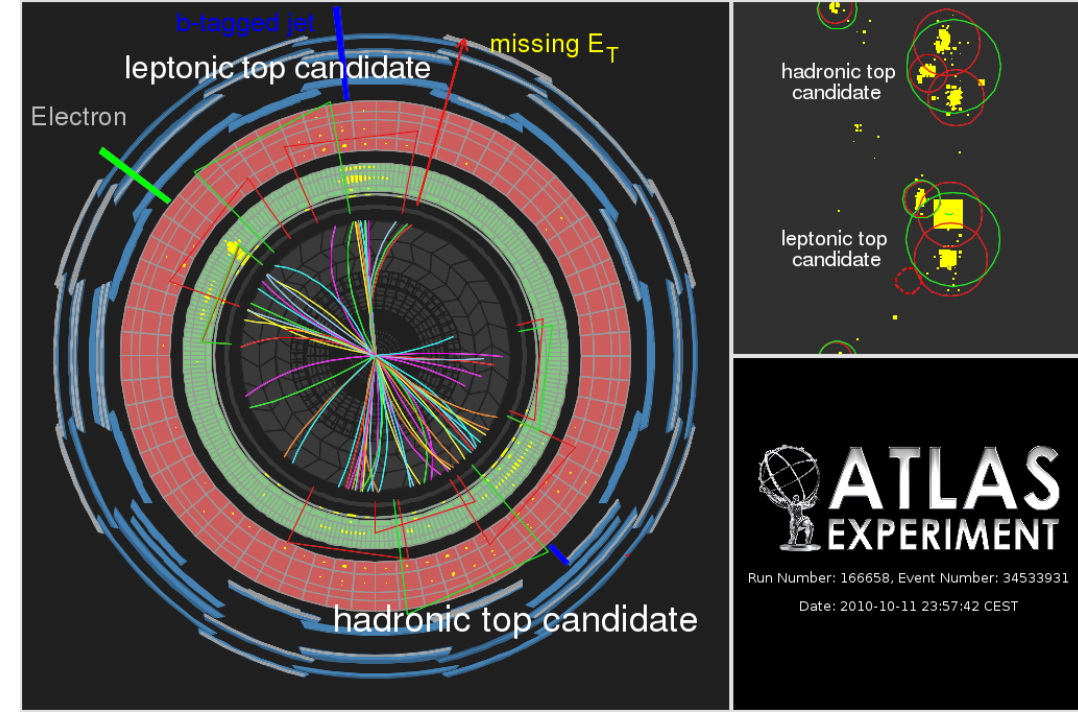 b-tagged jet
missing E_T
leptonic top candidate
Electron
hadronic top candidate
hadronic top
candidate
leptonic top
candidate
ATLAS
EXPERIMENT
Run Number: 166658, Event Number: 34533931
Date: 2010-10-11 23:57:42 CEST